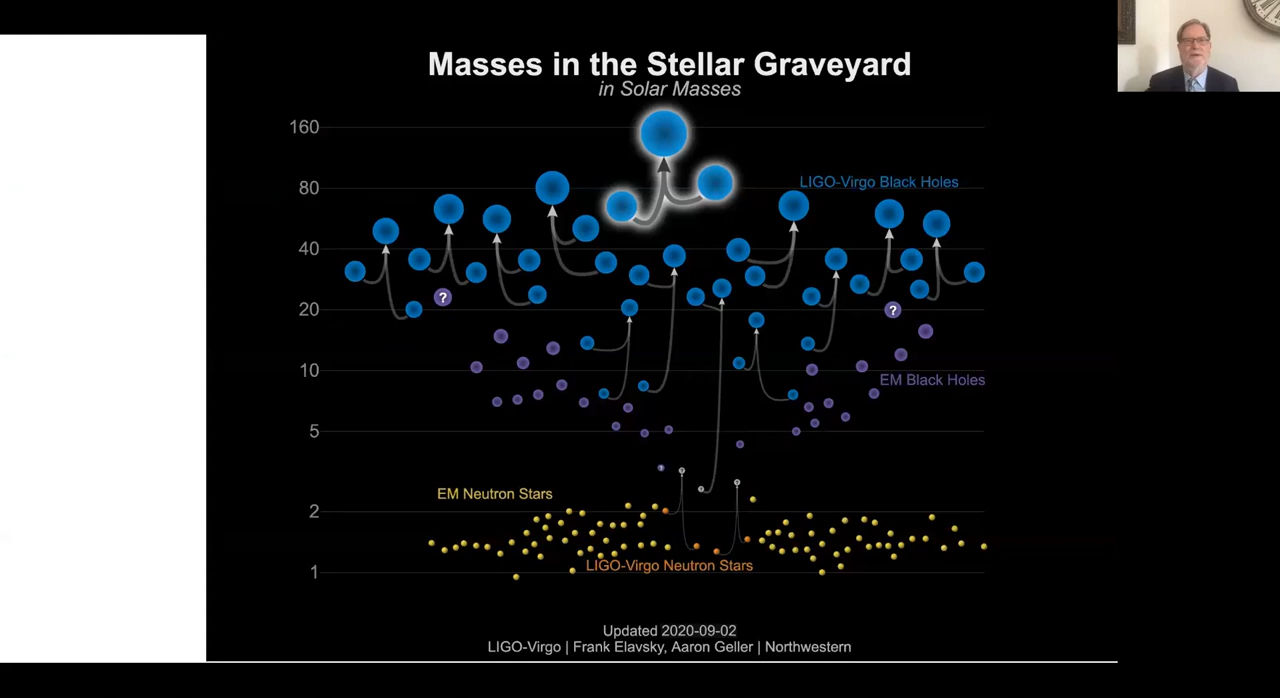 Masses in the Stellar Graveyard
in Solar Masses
160
LIGO-Virgo Black Holes
80
40
?
20
?
10
EM Black Holes
5
EM Neutron Stars
2
LIGO-Virgo Neutron Stars
1
Updated 2020-09-02
LIGO-Virgo | Frank Elavsky, Aaron Geller | Northwestern